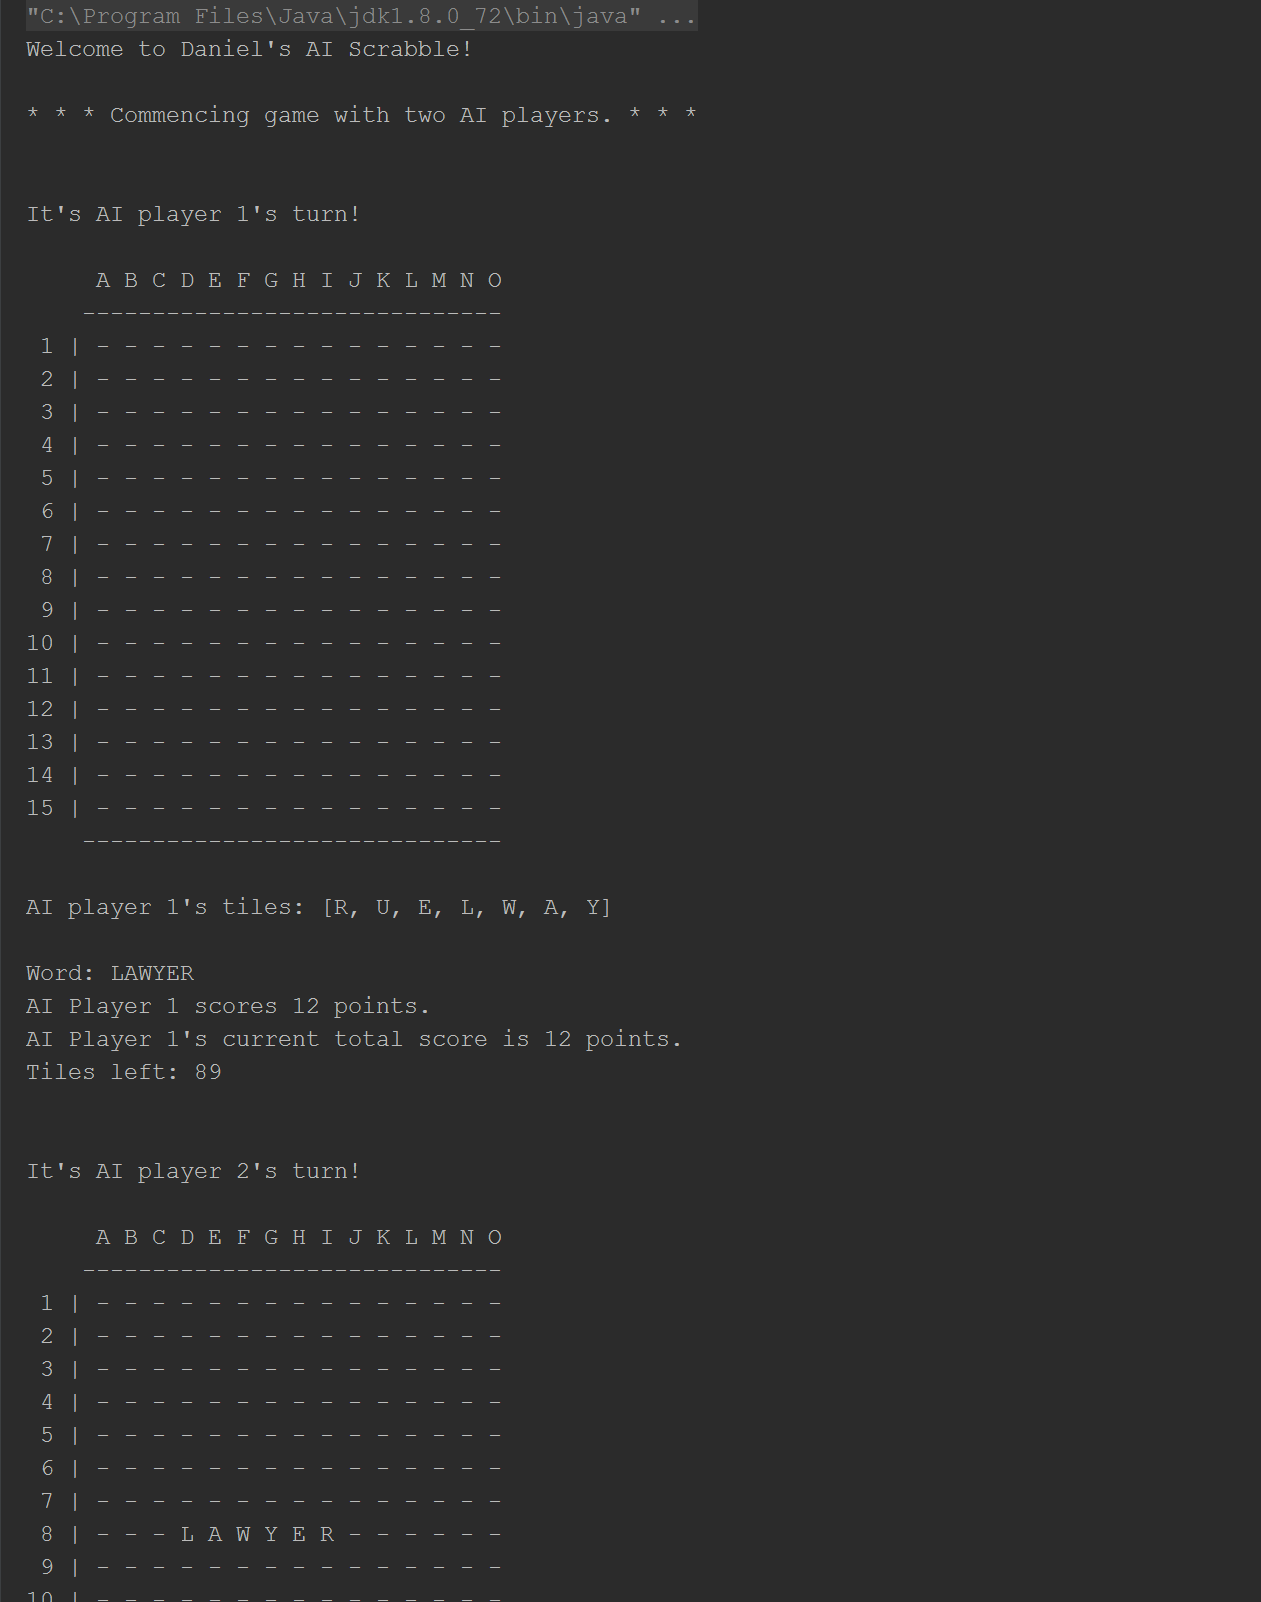 "C:\Program Files\Java\jdk1.8.0_72\bin\java" ...
Welcome to Daniel's AI Scrabble!
* * * Commencing game with two AI players. * * *
It's AI player 1's turn!
     A B C D E F G H I J K L M N O
    ------------------------------
 1 | - - - - - - - - - - - - - - -
 2 | - - - - - - - - - - - - - - -
 3 | - - - - - - - - - - - - - - -
 4 | - - - - - - - - - - - - - - -
 5 | - - - - - - - - - - - - - - -
 6 | - - - - - - - - - - - - - - -
 7 | - - - - - - - - - - - - - - -
 8 | - - - - - - - - - - - - - - -
 9 | - - - - - - - - - - - - - - -
10 | - - - - - - - - - - - - - - -
11 | - - - - - - - - - - - - - - -
12 | - - - - - - - - - - - - - - -
13 | - - - - - - - - - - - - - - -
14 | - - - - - - - - - - - - - - -
15 | - - - - - - - - - - - - - - -
    ------------------------------
AI player 1's tiles: [R, U, E, L, W, A, Y]
Word: LAWYER
AI Player 1 scores 12 points.
AI Player 1's current total score is 12 points.
Tiles left: 89
It's AI player 2's turn!
     A B C D E F G H I J K L M N O
    ------------------------------
 1 | - - - - - - - - - - - - - - -
 2 | - - - - - - - - - - - - - - -
 3 | - - - - - - - - - - - - - - -
 4 | - - - - - - - - - - - - - - -
 5 | - - - - - - - - - - - - - - -
 6 | - - - - - - - - - - - - - - -
 7 | - - - - - - - - - - - - - - -
 8 | - - - L A W Y E R - - - - - -
 9 | - - - - - - - - - - - - - - -
10 | - - - - - - - - - - - - - - -